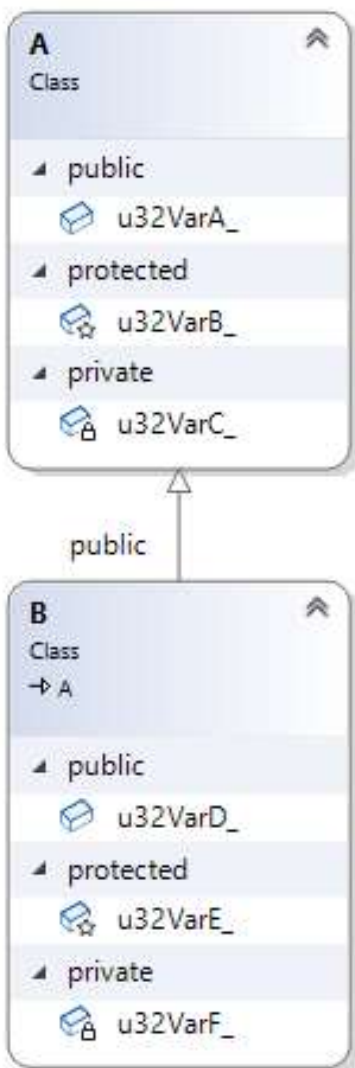 A
Class
public
u32VarA_
protected
u32VarB_
private
u32VarC_
public
B
Class
A
public
u32VarD_
protected
u32VarE_
private
u32VarF_